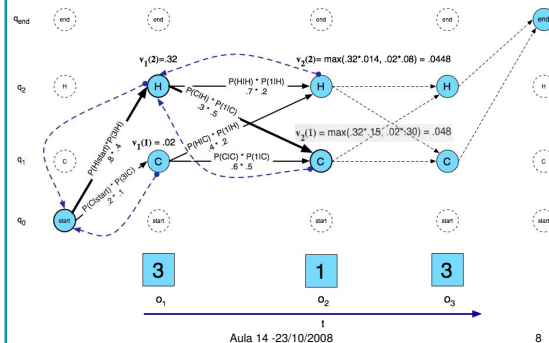 q_end end end end end
v₁(2)=.32 v₂(2)= max(.32*.014, .02*.08) = .0448
q₂ H H H H
P(H|H) * P(1|H)
.7 * .2
P(C|H) * P(1|C)
.3 * .5
P(H|start)*P(3|H)
.8 * .4
v₁(1) = .02
P(H|C) * P(1|H)
.4 * .2
v₂(1) = max(.32*.15, .02*.30) = .048
q₁ C C C C
P(C|C) * P(1|C)
.6 * .5
P(C|start) * P(3|C)
.2 * .1
q₀ start start start start start
3 1 3
o₁ o₂ o₃
t
Aula 14 -23/10/2008 8